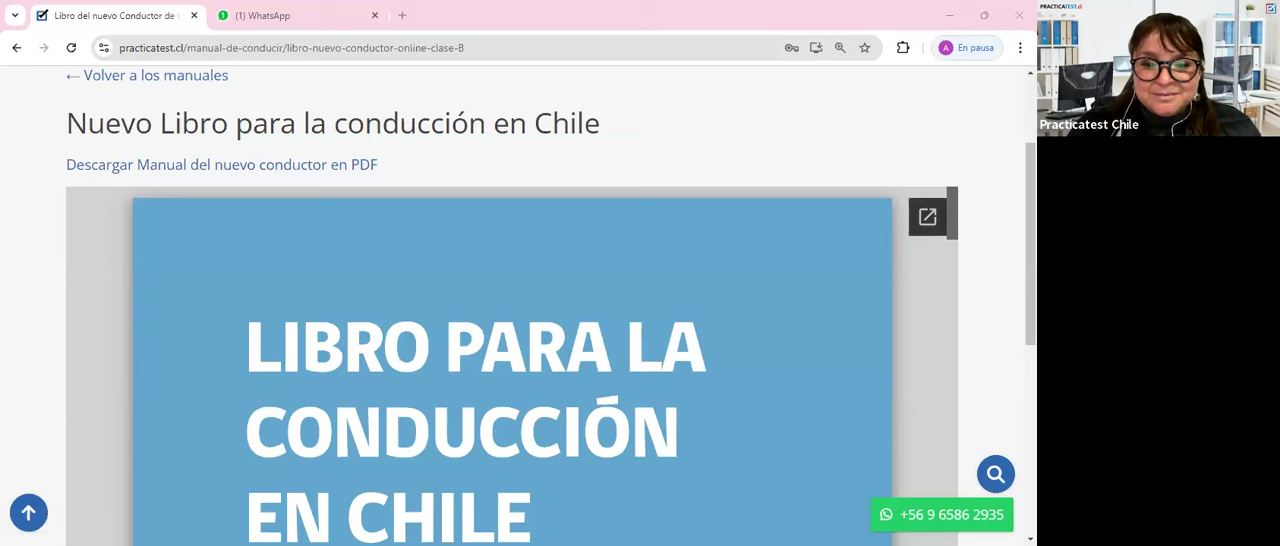 Libro del nuevo Conductor de
(1) WhatsApp
practicatest.cl/manual-de-conducir/libro-nuevo-conductor-online-clase-B
A
En pausa
← Volver a los manuales
Nuevo Libro para la conducción en Chile
Descargar Manual del nuevo conductor en PDF
LIBRO PARA LA
CONDUCCIÓN
EN CHILE
+56 9 6586 2935
PRACTICATEST.cl
Practicatest Chile